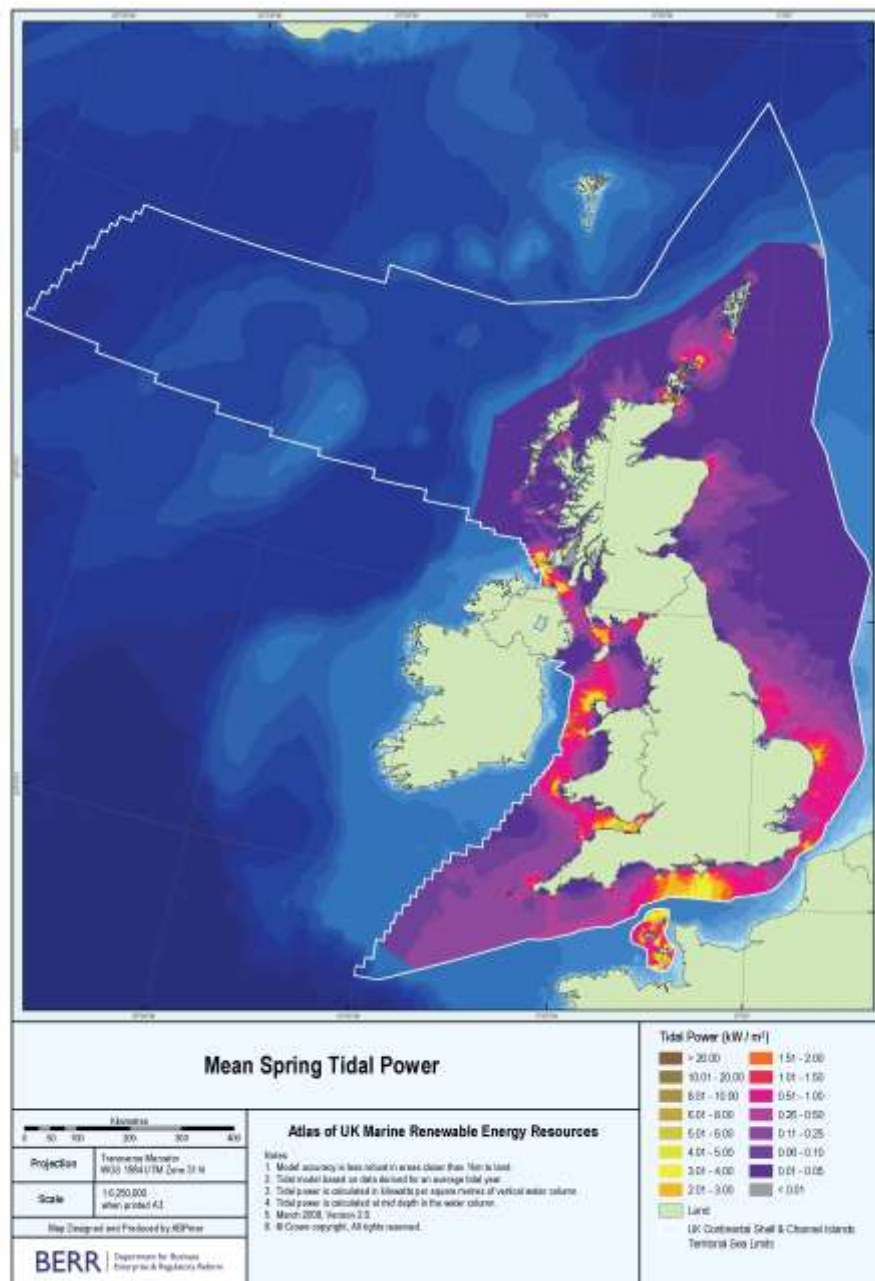 Mean Spring Tidal Power
Kilometres
0 50 100 200 300 400
Projection
Transverse Mercator
WGS 1984 UTM Zone 31N
Scale
1:6,250,000
when printed A3
Map Designed and Produced by ABPmer
BERR
Department for Business
Enterprise & Regulatory Reform
Atlas of UK Marine Renewable Energy Resources
Notes
1. Model accuracy is less robust in areas closer than 1km to land.
2. Tidal model based on data derived for an average tidal year.
3. Tidal power is calculated in kilowatts per square metres of vertical water column.
4. Tidal power is calculated at mid depth in the water column.
5. March 2008, Version 2.0.
6. © Crown copyright, All rights reserved.
Tidal Power (kW / m²)
> 20.00
10.01 - 20.00
8.01 - 10.00
6.01 - 8.00
5.01 - 6.00
4.01 - 5.00
3.01 - 4.00
2.01 - 3.00
1.51 - 2.00
1.01 - 1.50
0.51 - 1.00
0.26 - 0.50
0.11 - 0.25
0.06 - 0.10
0.01 - 0.05
< 0.01
Land
UK Continental Shelf & Channel Islands
Territorial Sea Limits